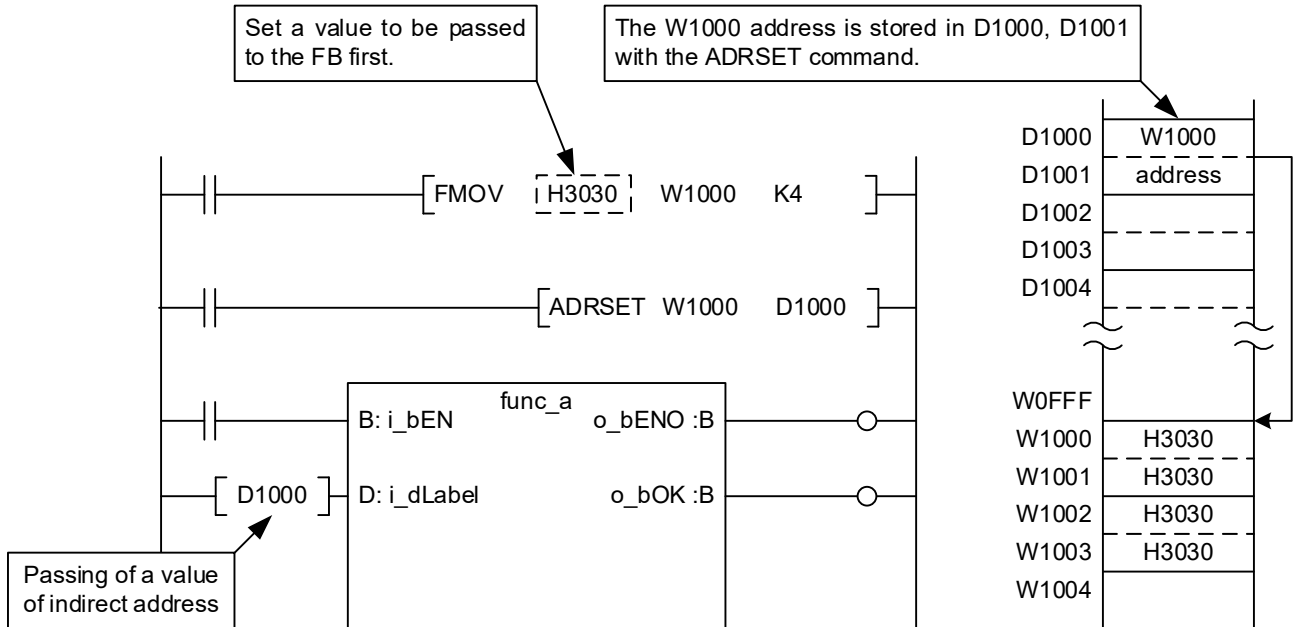 Set a value to be passed
to the FB first.
The W1000 address is stored in D1000, D1001
with the ADRSET command.
FMOV H3030 W1000 K4
ADRSET W1000 D1000
func_a
B: i_bEN o_bENO :B
D1000 D: i_dLabel o_bOK :B
Passing of a value
of indirect address
D1000 W1000
D1001 address
D1002
D1003
D1004
W0FFF
W1000 H3030
W1001 H3030
W1002 H3030
W1003 H3030
W1004